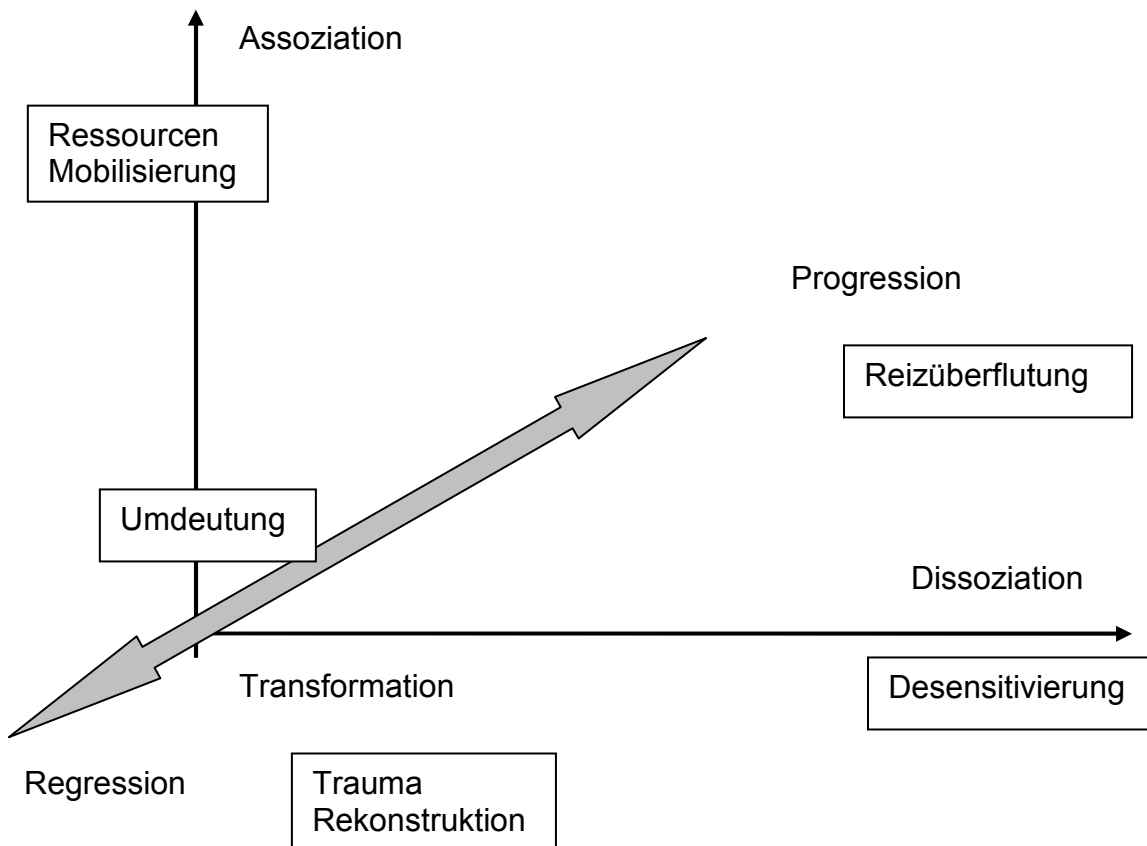 Assoziation
Ressourcen
Mobilisierung
Progression
Reizüberflutung
Umdeutung
Dissoziation
Transformation
Desensitivierung
Regression
Trauma
Rekonstruktion